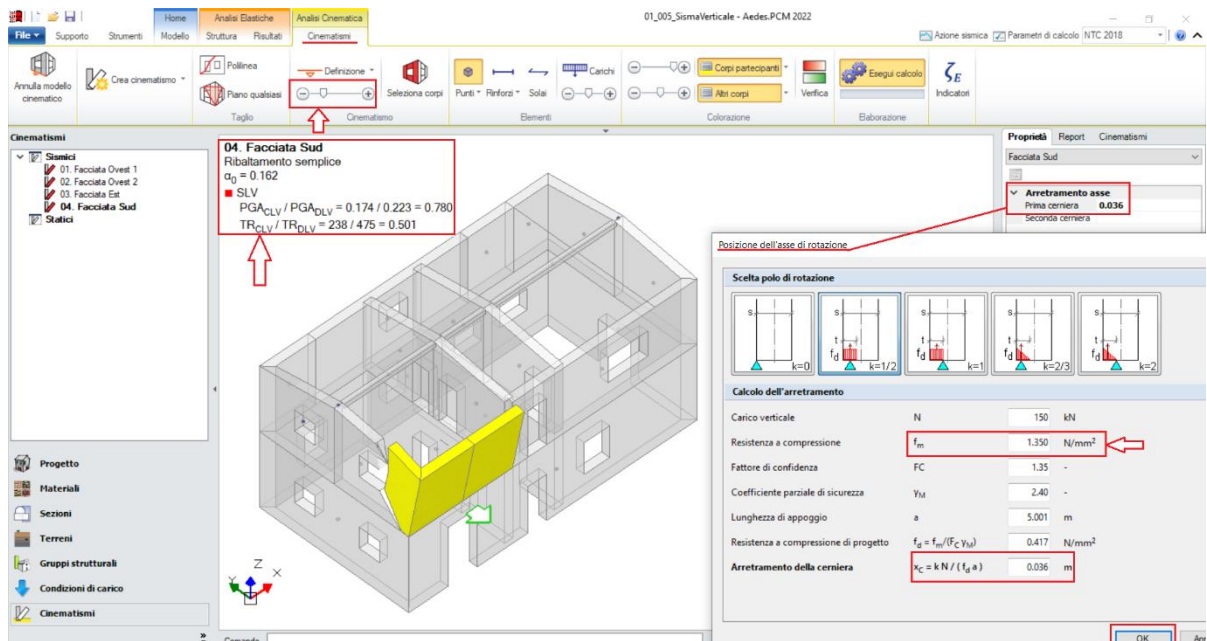 01_005_SismaVerticale - Aedes.PCM 2022
Home
Analisi Elastiche
Analisi Cinematica
File
Supporto
Strumenti
Modello
Struttura
Risultati
Cinematismi
Azione sismica
Parametri di calcolo
NTC 2018
Annulla modello
cinematico
Crea cinematismo
Polilinea
Piano qualsiasi
Taglio
Definizione
Cinematismo
Seleziona corpi
Punti
Rinforzi
Solai
Carichi
Elementi
Corpi partecipanti
Altri corpi
Colorazione
Verifica
Esegui calcolo
Elaborazione
ζE
Indicatori
Cinematismi
Sismici
01. Facciata Ovest 1
02. Facciata Ovest 2
03. Facciata Est
04. Facciata Sud
Statici
Progetto
Materiali
Sezioni
Terreni
Gruppi strutturali
Condizioni di carico
Cinematismi
04. Facciata Sud
Ribaltamento semplice
α0 = 0.162
SLV
PGACLV / PGADLV = 0.174 / 0.223 = 0.780
TRCLV / TRDLV = 238 / 475 = 0.501
Z
Y
X
Comando
Proprietà
Report
Cinematismi
Facciata Sud
Arretramento asse
Prima cerniera 0.036
Seconda cerniera
Posizione dell'asse di rotazione
Scelta polo di rotazione
s
k=0
s
t
fd
k=1/2
s
t
fd
k=1
s
t
fd
k=2/3
s
t
fd
k=2
Calcolo dell'arretramento
Carico verticale N 150 kN
Resistenza a compressione fm 1.350 N/mm²
Fattore di confidenza FC 1.35 -
Coefficiente parziale di sicurezza γM 2.40 -
Lunghezza di appoggio a 5.001 m
Resistenza a compressione di progetto fd = fm/(FC γM) 0.417 N/mm²
Arretramento della cerniera xC = k N / ( fd a ) 0.036 m
OK